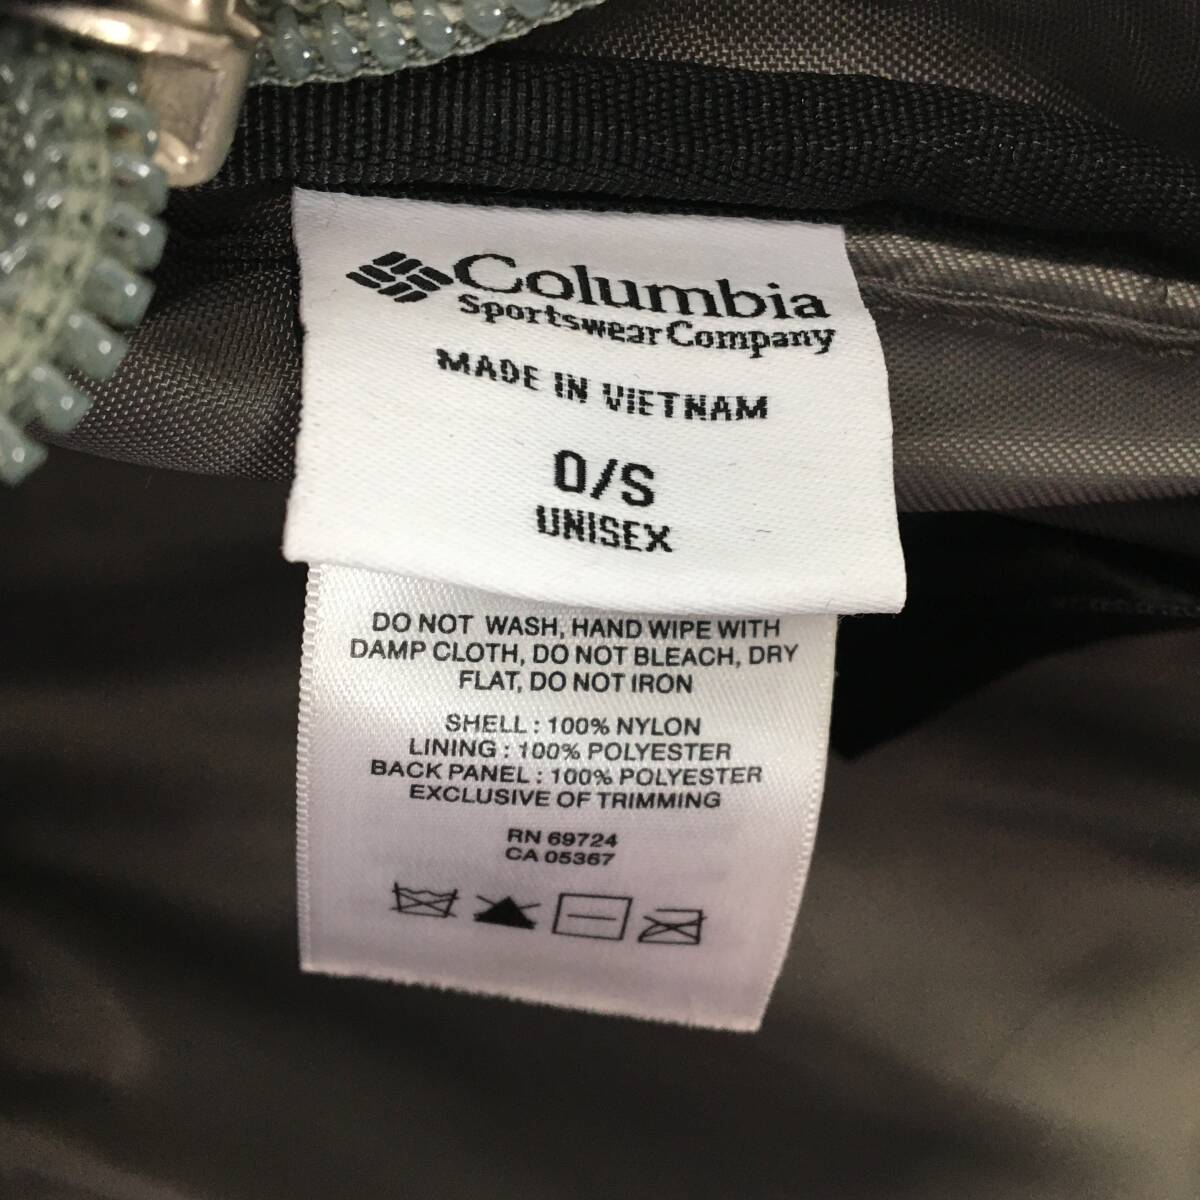 Columbia
Sportswear Company
MADE IN VIETNAM
O/S
UNISEX
DO NOT WASH, HAND WIPE WITH
DAMP CLOTH, DO NOT BLEACH, DRY
FLAT, DO NOT IRON
SHELL : 100% NYLON
LINING : 100% POLYESTER
BACK PANEL : 100% POLYESTER
EXCLUSIVE OF TRIMMING
RN 69724
CA 05367